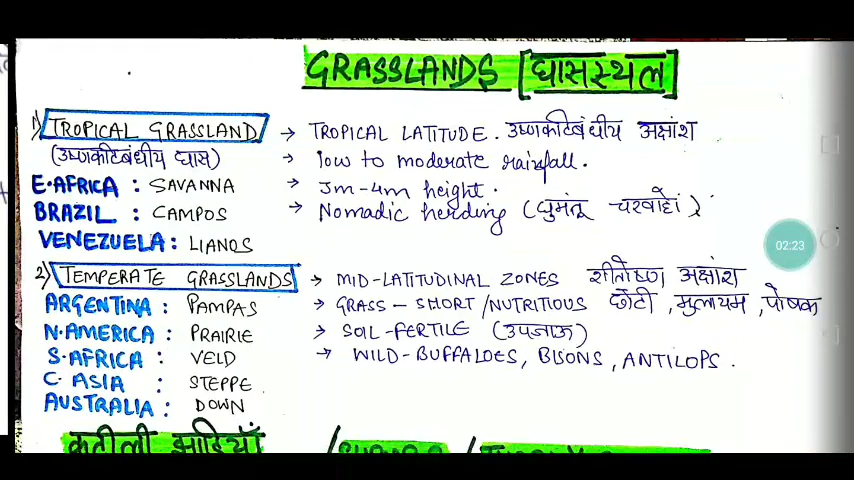 GRASSLANDS [घासस्थल]
1) TROPICAL GRASSLAND → TROPICAL LATITUDE. उष्णकटिबंधीय अक्षांश
(उष्णकटिबंधीय घास) → low to moderate rainfall.
E.AFRICA : SAVANNA → 3m-4m height.
BRAZIL : CAMPOS → Nomadic herding (घुमंतू चरवाहा)
VENEZUELA : LIANOS
02:23
2) TEMPERATE GRASSLANDS → MID-LATITUDINAL ZONES शीतोष्ण अक्षांश
ARGENTINA : PAMPAS → GRASS - SHORT/NUTRITIOUS छोटी, मुलायम, पोषक
N.AMERICA : PRAIRIE → SOIL-FERTILE (उपजाऊ)
S.AFRICA : VELD → WILD-BUFFALOES, BISONS, ANTILOPS.
C.ASIA : STEPPE
AUSTRALIA : DOWN
कटीली झाड़ियाँ